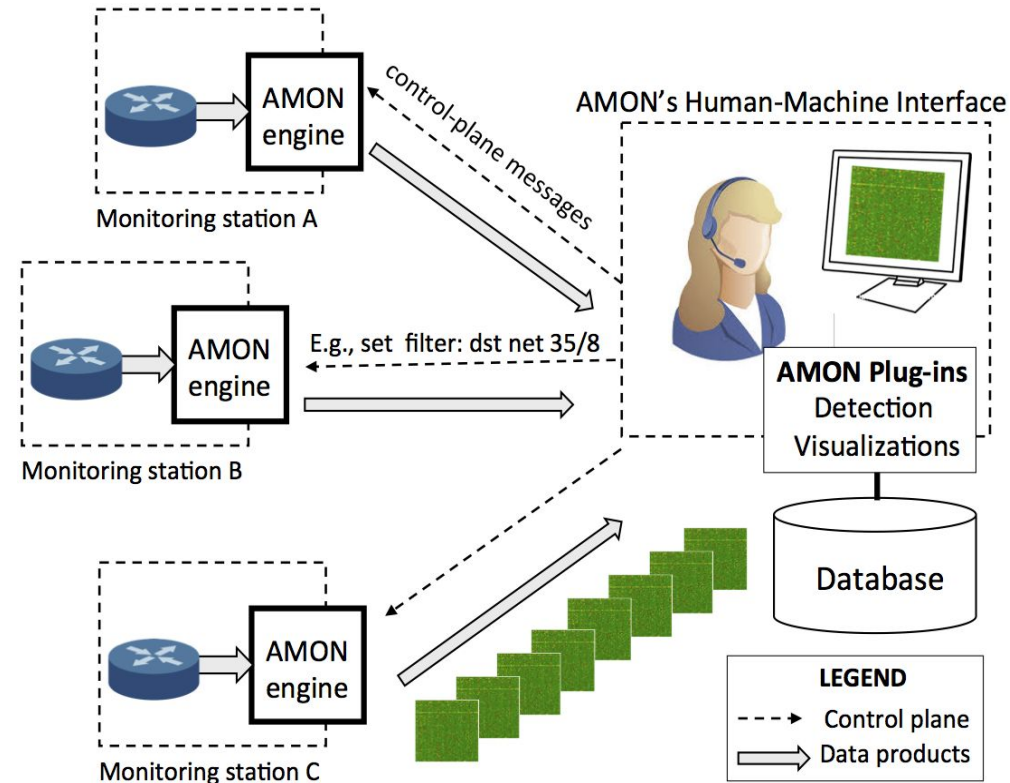 AMON
engine
Monitoring station A
control-plane messages
AMON's Human-Machine Interface
AMON
engine
Monitoring station B
E.g., set filter: dst net 35/8
AMON Plug-ins
Detection
Visualizations
Database
AMON
engine
Monitoring station C
LEGEND
Control plane
Data products